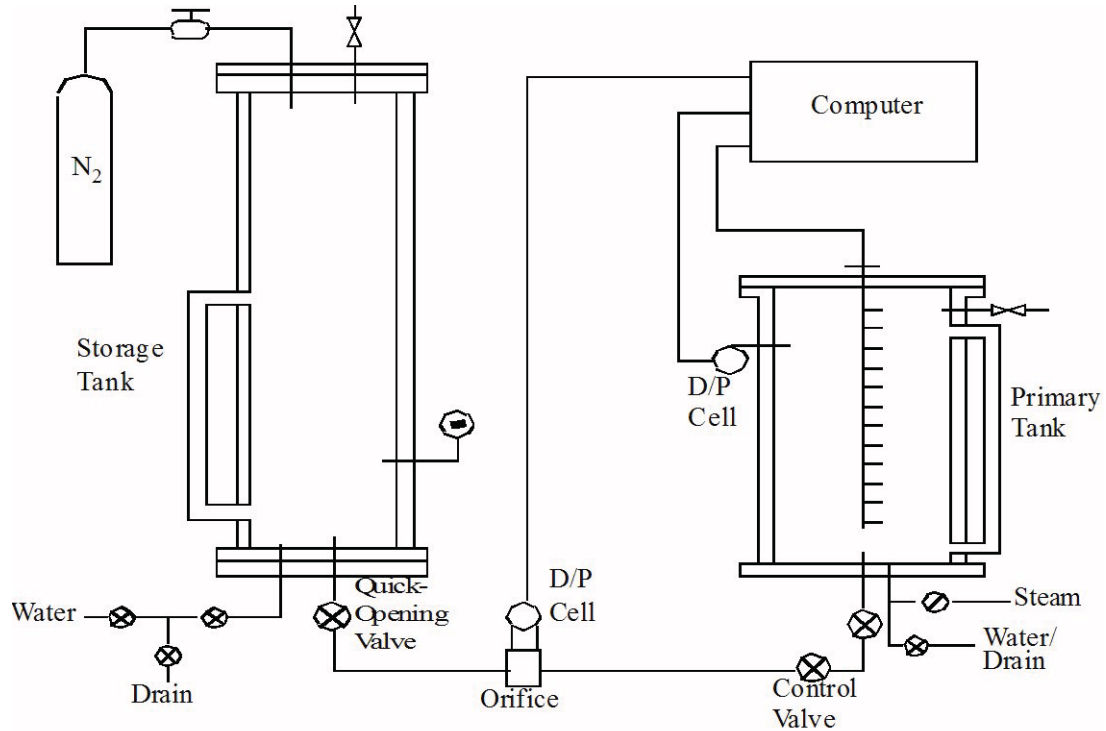 N2
Computer
Storage
Tank
D/P
Cell
Primary
Tank
Quick-
Opening
Valve
D/P
Cell
Water
Steam
Water/
Drain
Drain
Orifice
Control
Valve